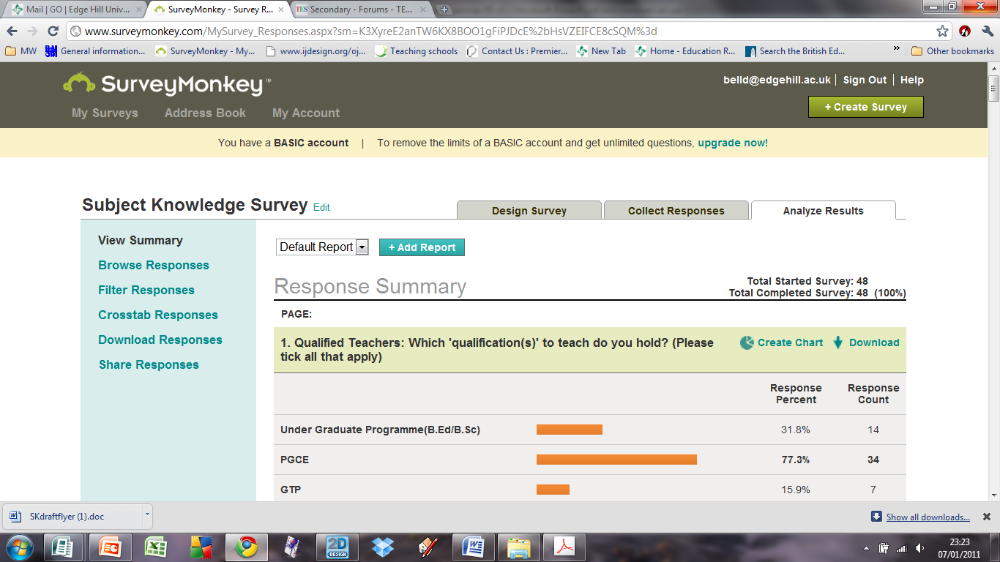 Mail | GO | Edge Hill Univ...
SurveyMonkey - Survey R...
TES Secondary - Forums - TE...
www.surveymonkey.com/MySurvey_Responses.aspx?sm=K3XyreE2anTW6KX8BOO1gFiPJDcE%2bHsVZEIFCE8cSQM%3d
MW
General information...
SurveyMonkey - My...
www.ijdesign.org/oj...
Teaching schools
Contact Us : Premier...
New Tab
Home - Education R...
Search the British Ed...
»
Other bookmarks
SurveyMonkey™
belld@edgehill.ac.uk | Sign Out | Help
My Surveys Address Book My Account
+ Create Survey
You have a BASIC account | To remove the limits of a BASIC account and get unlimited questions, upgrade now!
Subject Knowledge Survey Edit
Design Survey Collect Responses Analyze Results
View Summary
Browse Responses
Filter Responses
Crosstab Responses
Download Responses
Share Responses
Default Report + Add Report
Response Summary
Total Started Survey: 48
Total Completed Survey: 48 (100%)
PAGE:
1. Qualified Teachers: Which 'qualification(s)' to teach do you hold? (Please
tick all that apply)
Create Chart Download
Response
Percent
Response
Count
Under Graduate Programme(B.Ed/B.Sc) 31.8% 14
PGCE 77.3% 34
GTP 15.9% 7
SKdraftflyer (1).doc
Show all downloads...
2D
DESIGN
23:23
07/01/2011